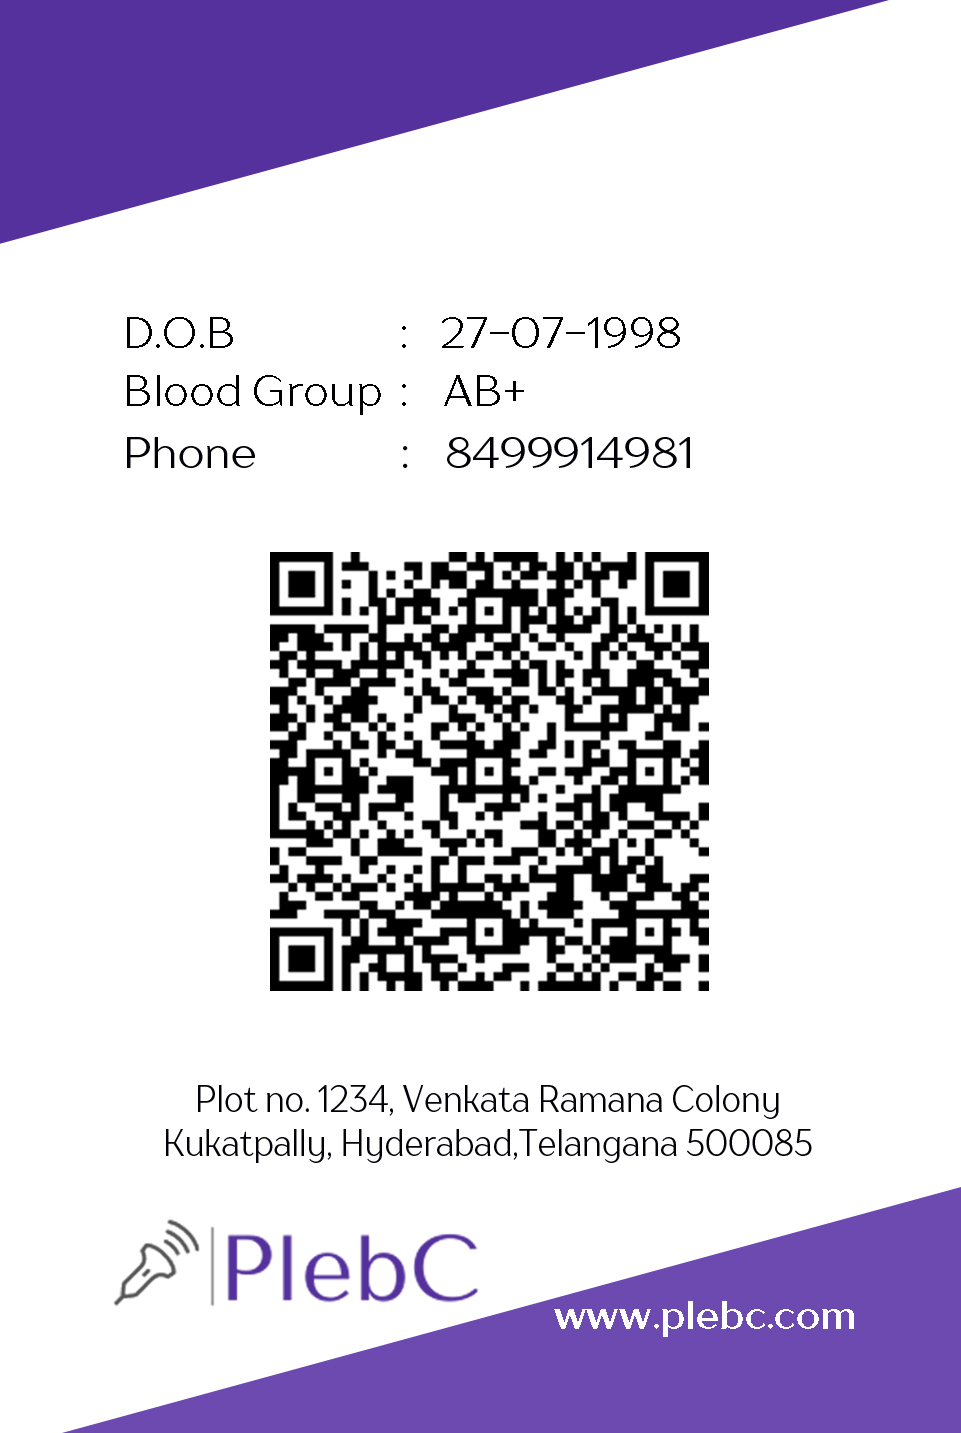 D.O.B : 27-07-1998
Blood Group : AB+
Phone : 8499914981
Plot no. 1234, Venkata Ramana Colony
Kukatpally, Hyderabad,Telangana 500085
PlebC
www.plebc.com